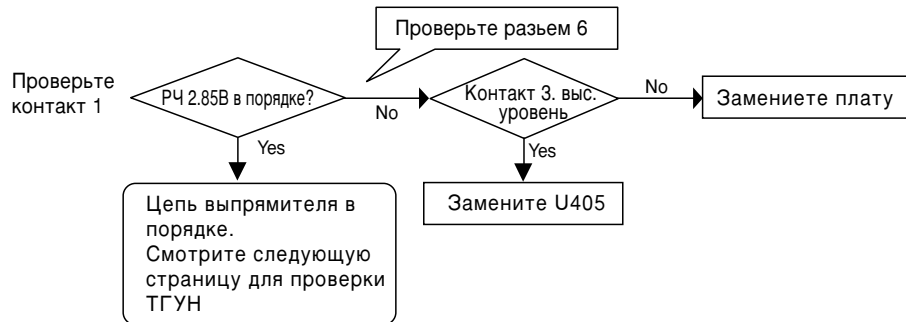 Проверьте разьем 6
Проверьте
контакт 1
РЧ 2.85В в порядке?
No
Контакт 3. выс.
уровень
No
Замениете плату
Yes
Yes
Цепь выпрямителя в
порядке.
Смотрите следующую
страницу для проверки
ТГУН
Замените U405